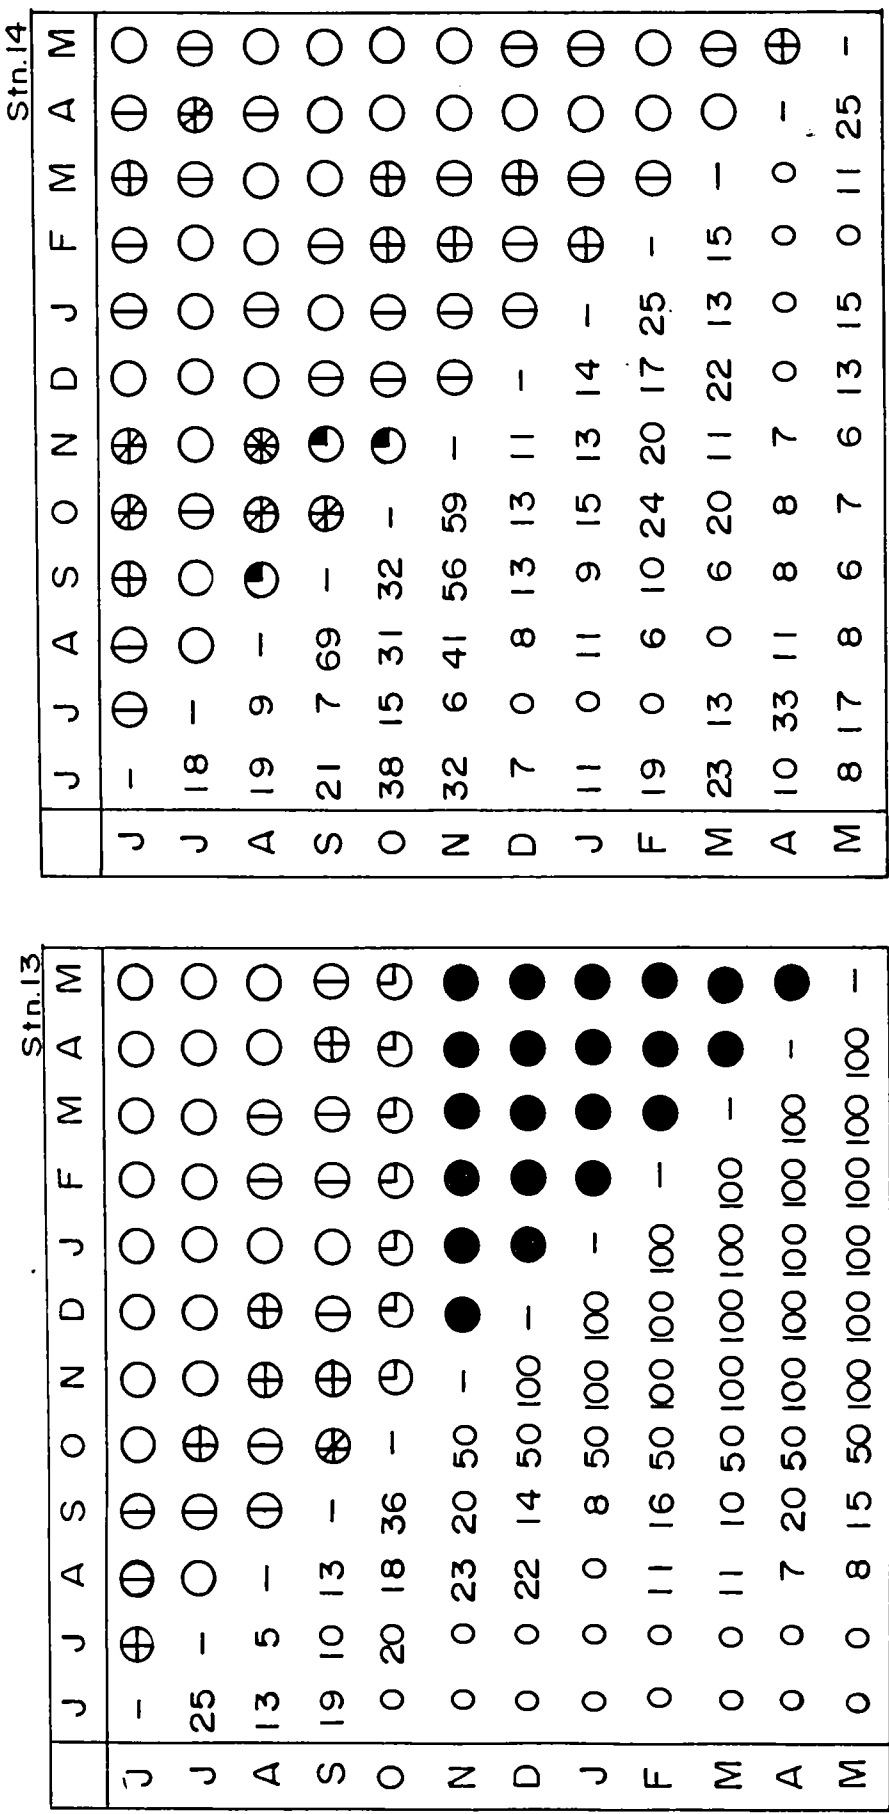 Stn.13
J J A S O N D J F M A M
J –
J 25 –
A 13 5 –
S 19 10 13 –
O 0 20 18 36 –
N 0 0 23 20 50 –
D 0 0 22 14 50 100 –
J 0 0 0 8 50 100 100 –
F 0 0 11 16 50 100 100 100 –
M 0 0 11 10 50 100 100 100 100 –
A 0 0 7 20 50 100 100 100 100 100 –
M 0 0 8 15 50 100 100 100 100 100 100 –
Stn.14
J J A S O N D J F M A M
J –
J 18 –
A 19 9 –
S 21 7 69 –
O 38 15 31 32 –
N 32 6 41 56 59 –
D 7 0 8 13 13 11 –
J 11 0 11 9 15 13 14 –
F 19 0 6 10 24 20 17 25 –
M 23 13 0 6 20 11 22 13 15 –
A 10 33 11 8 8 7 0 0 0 0 –
M 8 17 8 6 7 6 13 15 0 11 25 –